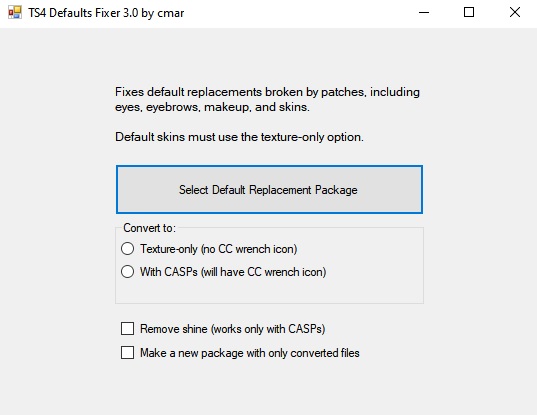 TS4 Defaults Fixer 3.0 by cmar
Fixes default replacements broken by patches, including
eyes, eyebrows, makeup, and skins.
Default skins must use the texture-only option.
Select Default Replacement Package
Convert to:
Texture-only (no CC wrench icon)
With CASPs (will have CC wrench icon)
Remove shine (works only with CASPs)
Make a new package with only converted files